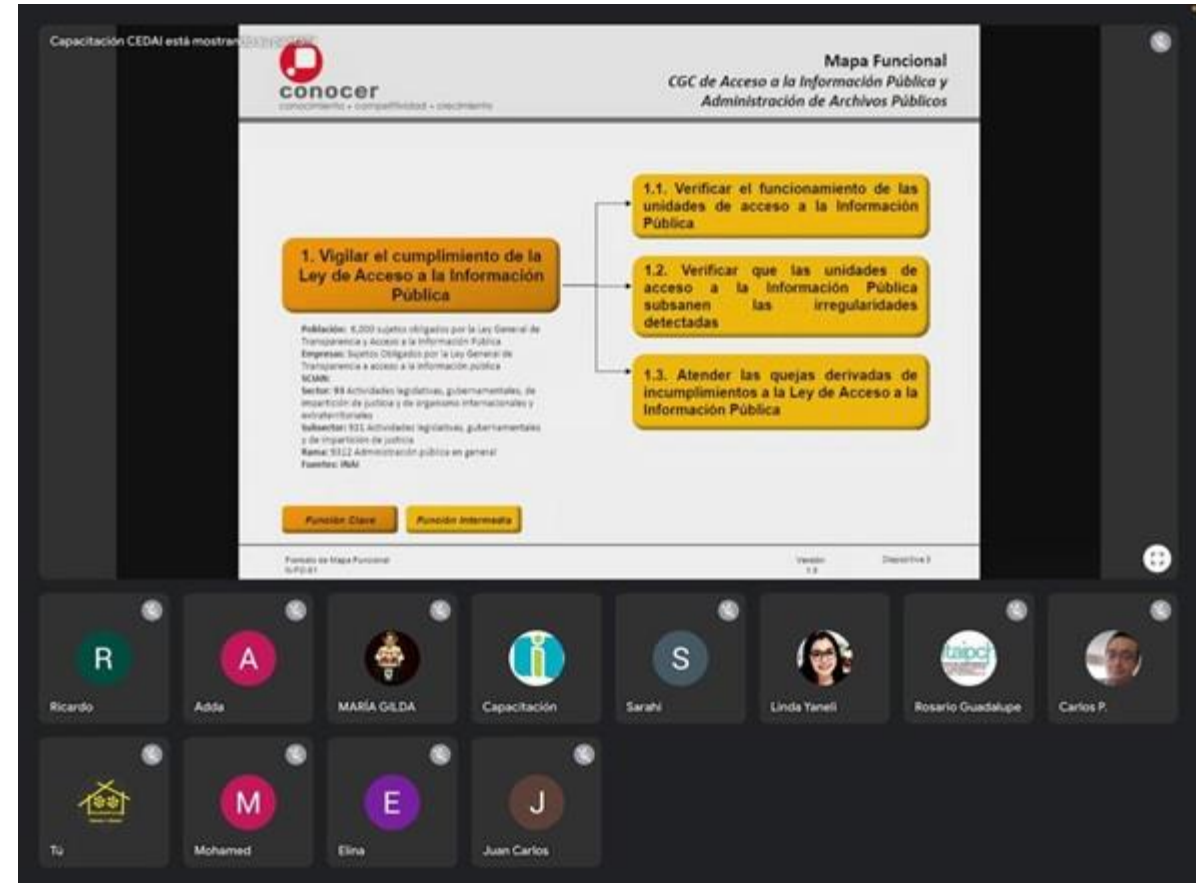 Capacitación CEDAI está mostrando su pantalla
conocer
conocimiento • competitividad • crecimiento
Mapa Funcional
CGC de Acceso a la Información Pública y
Administración de Archivos Públicos
1. Vigilar el cumplimiento de la
Ley de Acceso a la Información
Pública
Población: 6,000 sujetos obligados por la Ley General de
Transparencia y Acceso a la Información Pública
Empresas: Sujetos Obligados por la Ley General de
Transparencia a acceso a la información pública
SCIAN:
Sector: 93 Actividades legislativas, gubernamentales, de
impartición de justicia y de organismo internacionales y
extraterritoriales
Subsector: 931 Actividades legislativas, gubernamentales
y de impartición de justicia
Rama: 9312 Administración pública en general
Fuentes: INAI
1.1. Verificar el funcionamiento de las
unidades de acceso a la Información
Pública
1.2. Verificar que las unidades de
acceso a la Información Pública
subsanen las irregularidades
detectadas
1.3. Atender las quejas derivadas de
incumplimientos a la Ley de Acceso a la
Información Pública
Función Clave
Función Intermedia
Formato de Mapa Funcional
Versión
Diapositiva 3
R
A
S
taipch
Ricardo
Adda
MARÍA GILDA
Capacitación
Sarahi
Linda Yaneli
Rosario Guadalupe
Carlos P.
M
E
J
Tú
Mohamed
Elina
Juan Carlos